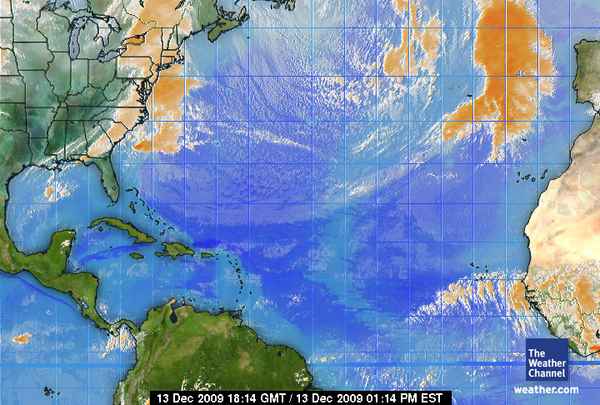 The
Weather
Channel
weather.com
13 Dec 2009 18:14 GMT / 13 Dec 2009 01:14 PM EST